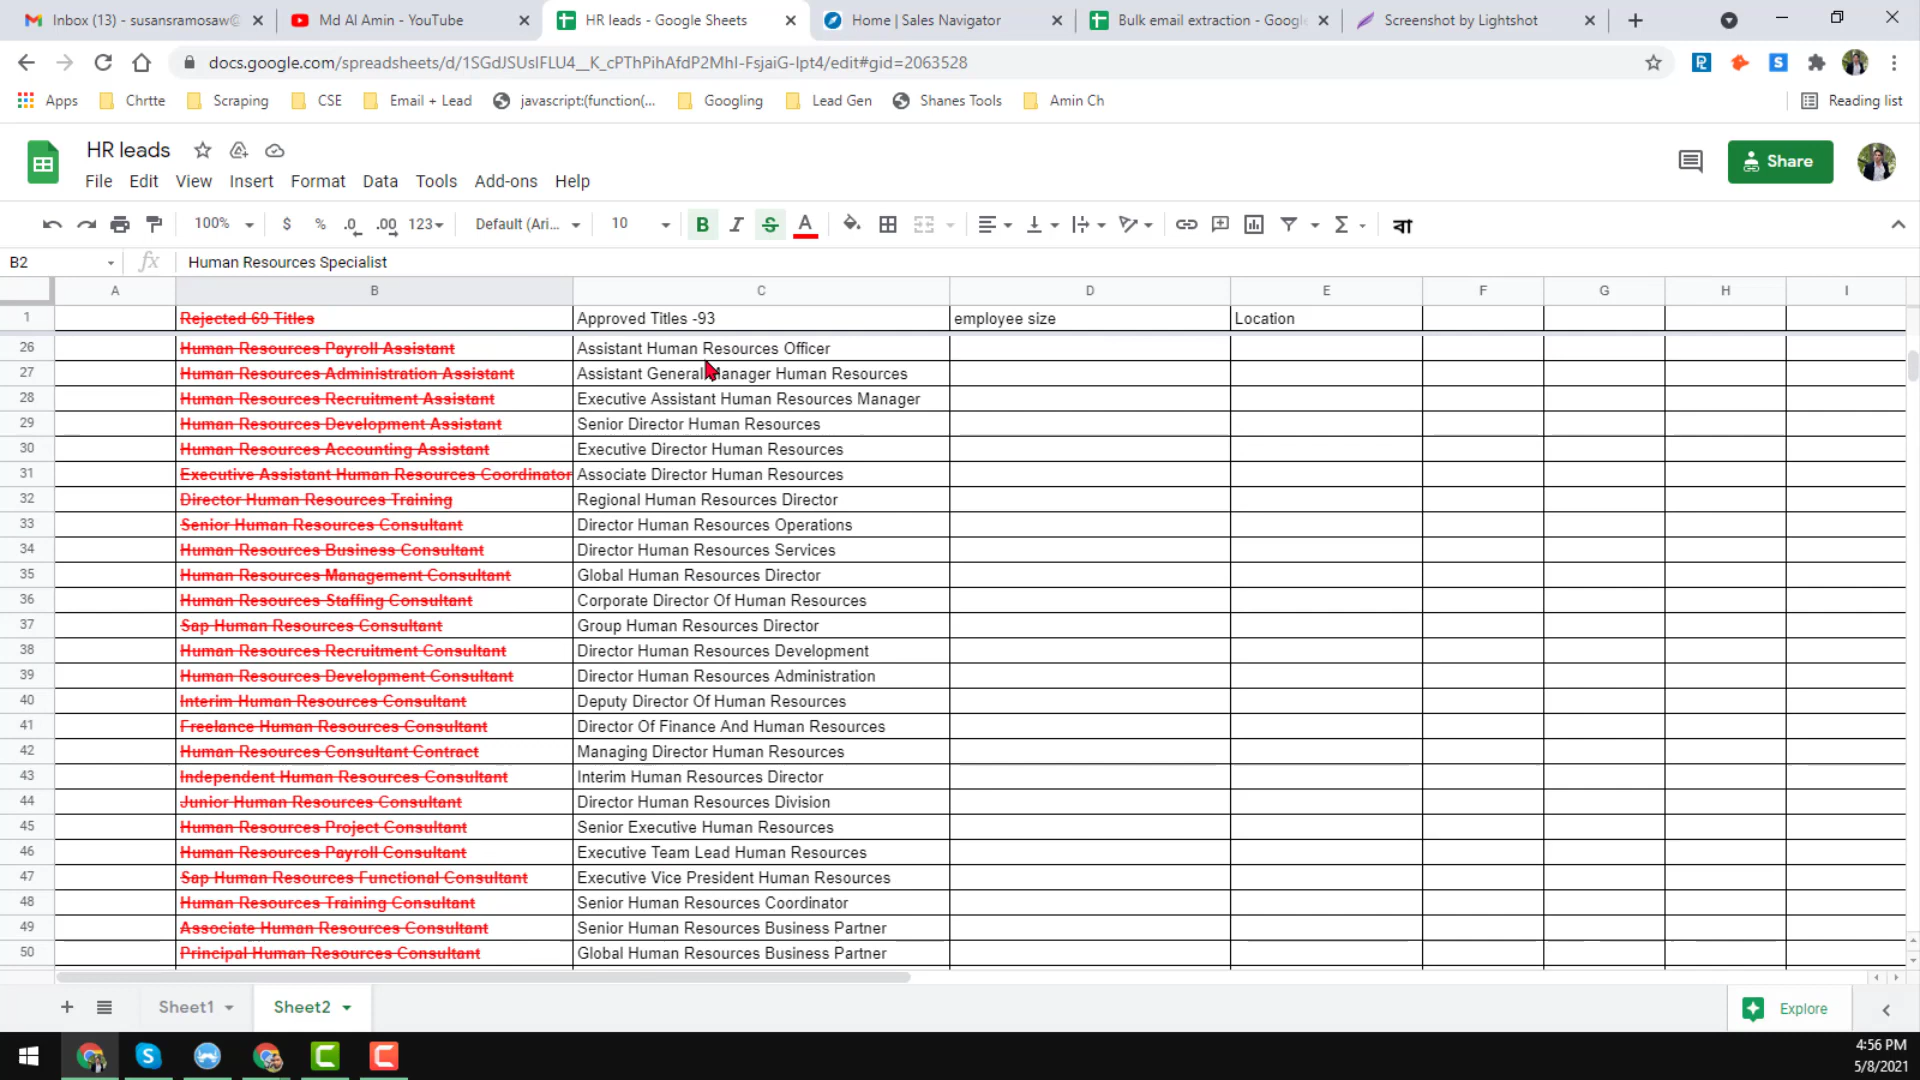 Inbox (13) - susansramosaw@
Md Al Amin - YouTube
HR leads - Google Sheets
Home | Sales Navigator
Bulk email extraction - Google
Screenshot by Lightshot
docs.google.com/spreadsheets/d/
Apps Chrtte Scraping CSE Email + Lead javascript:(function(... Googling Lead Gen Shanes Tools Amin Ch Reading list
HR leads
Share
File Edit View Insert Format Data Tools Add-ons Help
100% $ % .0 .00 123 Default (Ari... 10 B I S A বা
B2 fx Human Resources Specialist
A B C D E F G H I
1 Rejected 69 Titles Approved Titles -93 employee size Location
26 Human Resources Payroll Assistant Assistant Human Resources Officer
27 Human Resources Administration Assistant Assistant General Manager Human Resources
28 Human Resources Recruitment Assistant Executive Assistant Human Resources Manager
29 Human Resources Development Assistant Senior Director Human Resources
30 Human Resources Accounting Assistant Executive Director Human Resources
31 Executive Assistant Human Resources Coordinator Associate Director Human Resources
32 Director Human Resources Training Regional Human Resources Director
33 Senior Human Resources Consultant Director Human Resources Operations
34 Human Resources Business Consultant Director Human Resources Services
35 Human Resources Management Consultant Global Human Resources Director
36 Human Resources Staffing Consultant Corporate Director Of Human Resources
37 Sap Human Resources Consultant Group Human Resources Director
38 Human Resources Recruitment Consultant Director Human Resources Development
39 Human Resources Development Consultant Director Human Resources Administration
40 Interim Human Resources Consultant Deputy Director Of Human Resources
41 Freelance Human Resources Consultant Director Of Finance And Human Resources
42 Human Resources Consultant Contract Managing Director Human Resources
43 Independent Human Resources Consultant Interim Human Resources Director
44 Junior Human Resources Consultant Director Human Resources Division
45 Human Resources Project Consultant Senior Executive Human Resources
46 Human Resources Payroll Consultant Executive Team Lead Human Resources
47 Sap Human Resources Functional Consultant Executive Vice President Human Resources
48 Human Resources Training Consultant Senior Human Resources Coordinator
49 Associate Human Resources Consultant Senior Human Resources Business Partner
50 Principal Human Resources Consultant Global Human Resources Business Partner
Sheet1 Sheet2 Explore
4:56 PM
5/8/2021